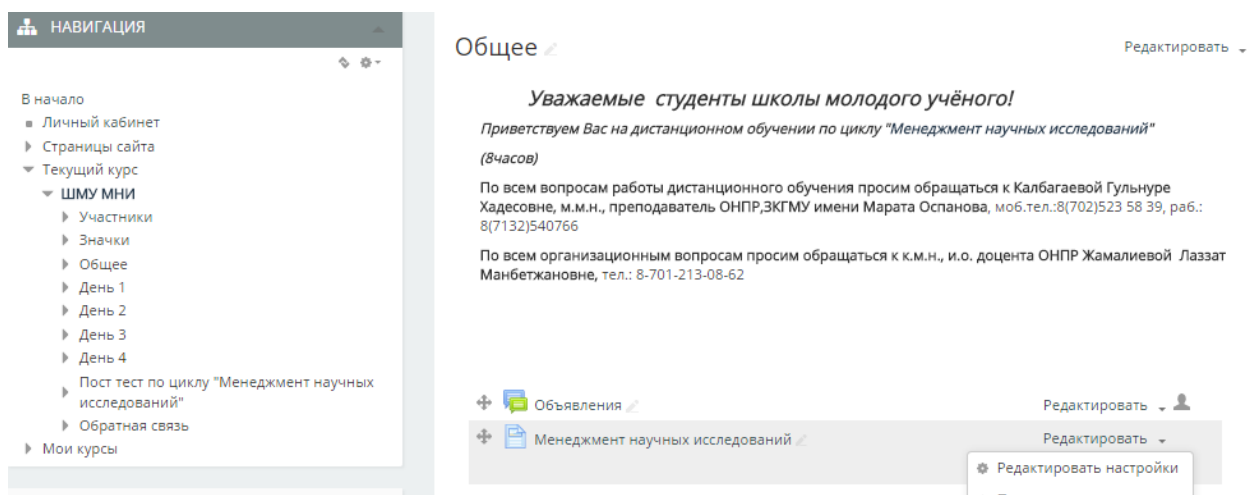 НАВИГАЦИЯ
В начало
Личный кабинет
Страницы сайта
Текущий курс
ШМУ МНИ
Участники
Значки
Общее
День 1
День 2
День 3
День 4
Пост тест по циклу "Менеджмент научных
исследований"
Обратная связь
Мои курсы
Общее
Редактировать
Уважаемые студенты школы молодого учёного!
Приветствуем Вас на дистанционном обучении по циклу "Менеджмент научных исследований"
(8часов)
По всем вопросам работы дистанционного обучения просим обращаться к Калбагаевой Гульнуре
Хадесовне, м.м.н., преподаватель ОНПР,ЗКГМУ имени Марата Оспанова, моб.тел.:8(702)523 58 39, раб.:
8(7132)540766
По всем организационным вопросам просим обращаться к к.м.н., и.о. доцента ОНПР Жамалиевой Лаззат
Манбетжановне, тел.: 8-701-213-08-62
Объявления
Редактировать
Менеджмент научных исследований
Редактировать
Редактировать настройки